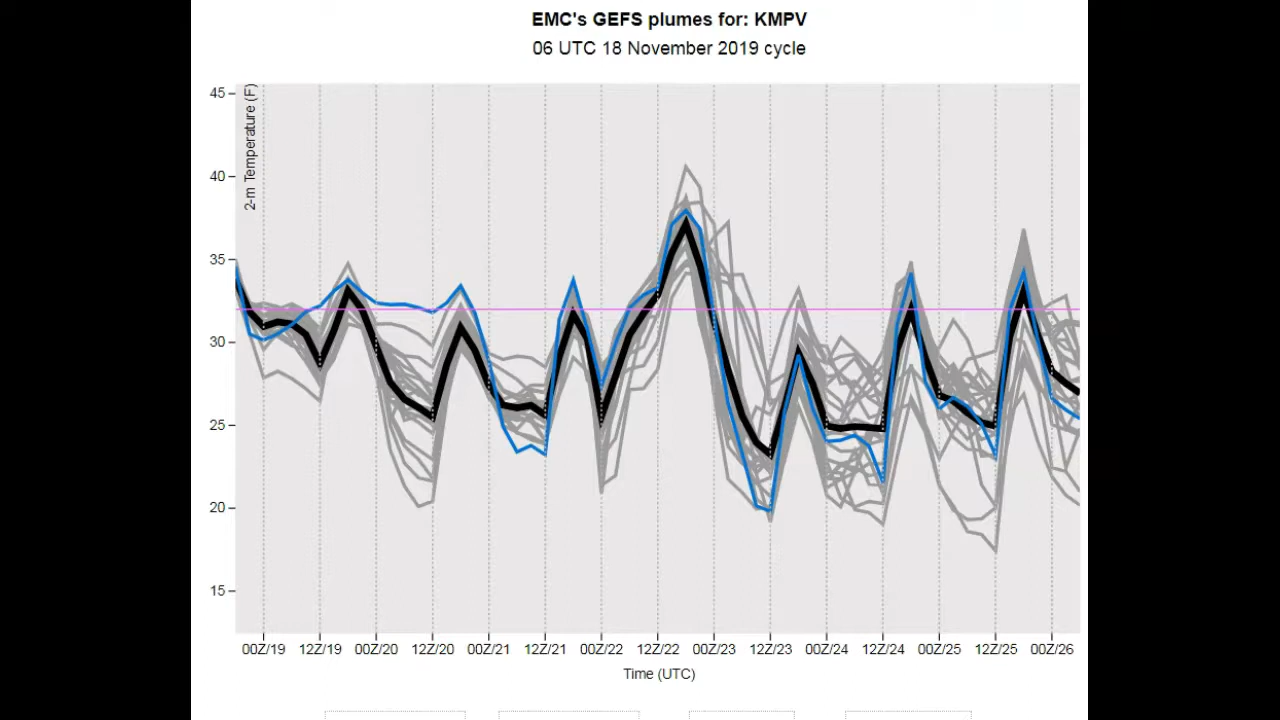 EMC's GEFS plumes for: KMPV
06 UTC 18 November 2019 cycle
45
40
35
30
25
20
15
2-m Temperature (F)
00Z/19 12Z/19 00Z/20 12Z/20 00Z/21 12Z/21 00Z/22 12Z/22 00Z/23 12Z/23 00Z/24 12Z/24 00Z/25 12Z/25 00Z/26
Time (UTC)